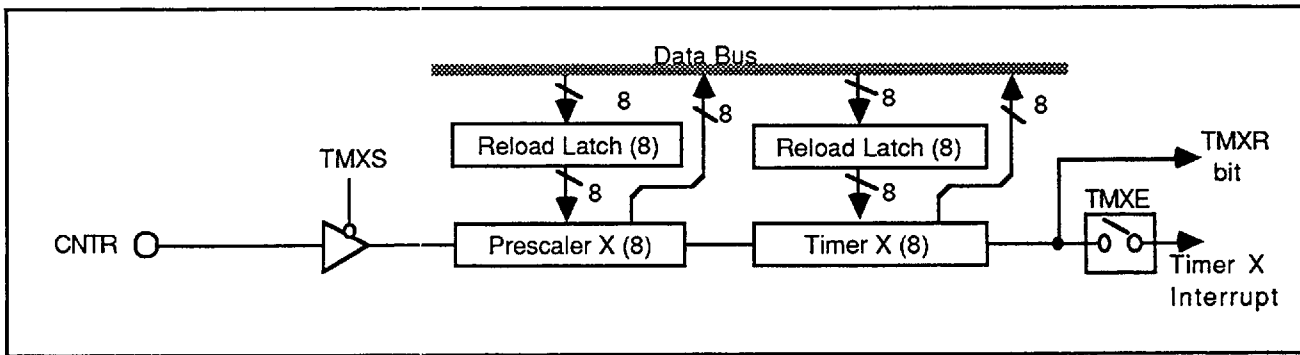 Data Bus
8
8
8
8
Reload Latch (8)
Reload Latch (8)
TMXS
8
8
TMXR
bit
TMXE
CNTR
Prescaler X (8)
Timer X (8)
Timer X
Interrupt